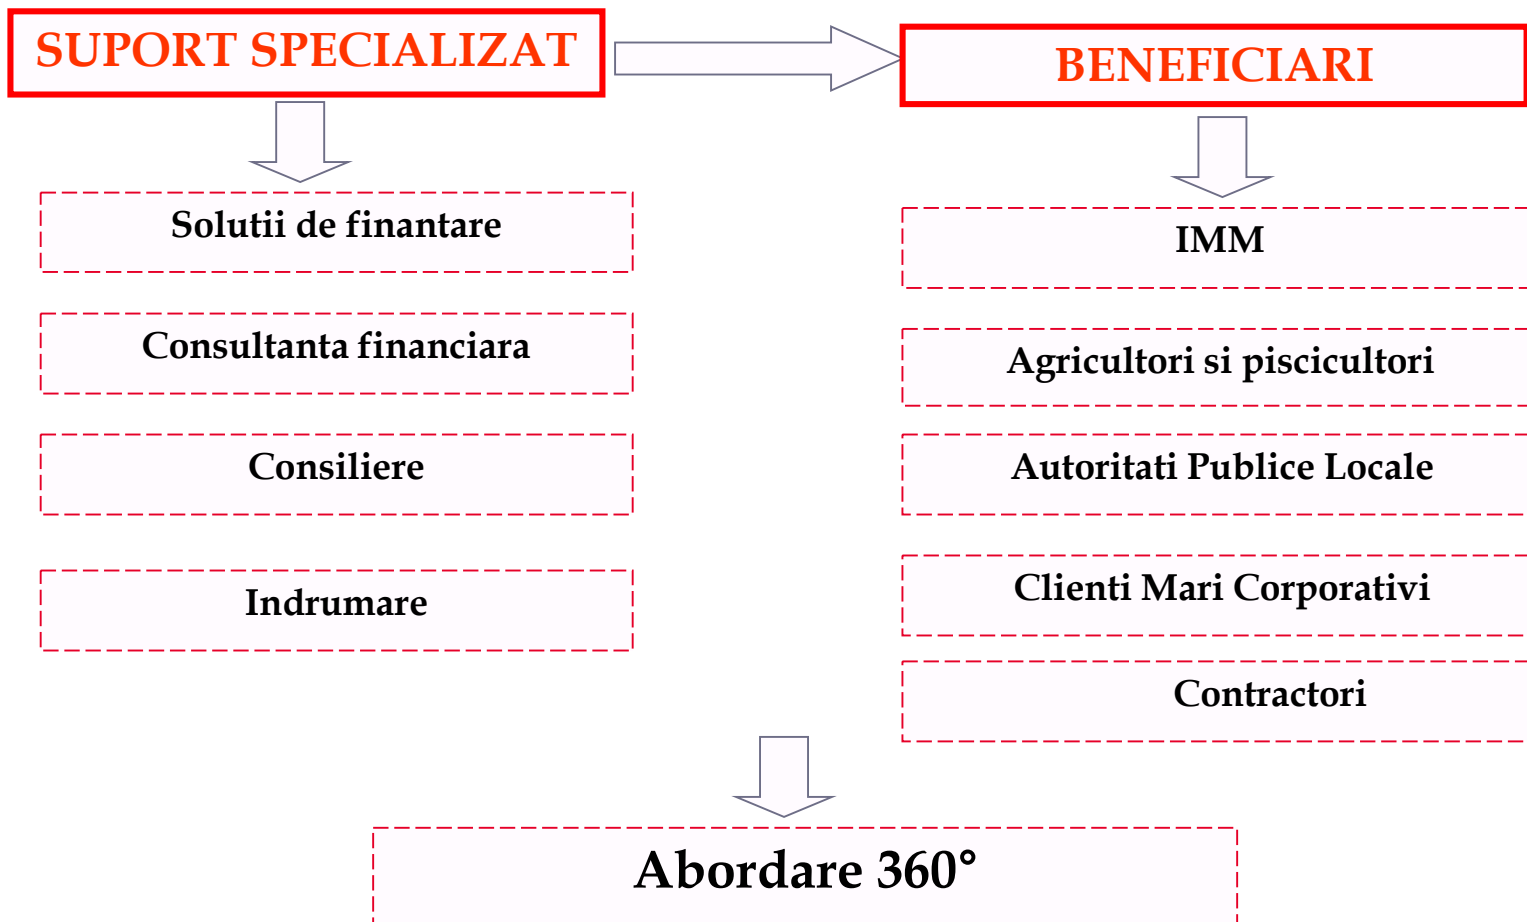 SUPORT SPECIALIZAT
BENEFICIARI
Solutii de finantare
Consultanta financiara
Consiliere
Indrumare
IMM
Agricultori si piscicultori
Autoritati Publice Locale
Clienti Mari Corporativi
Contractori
Abordare 360°